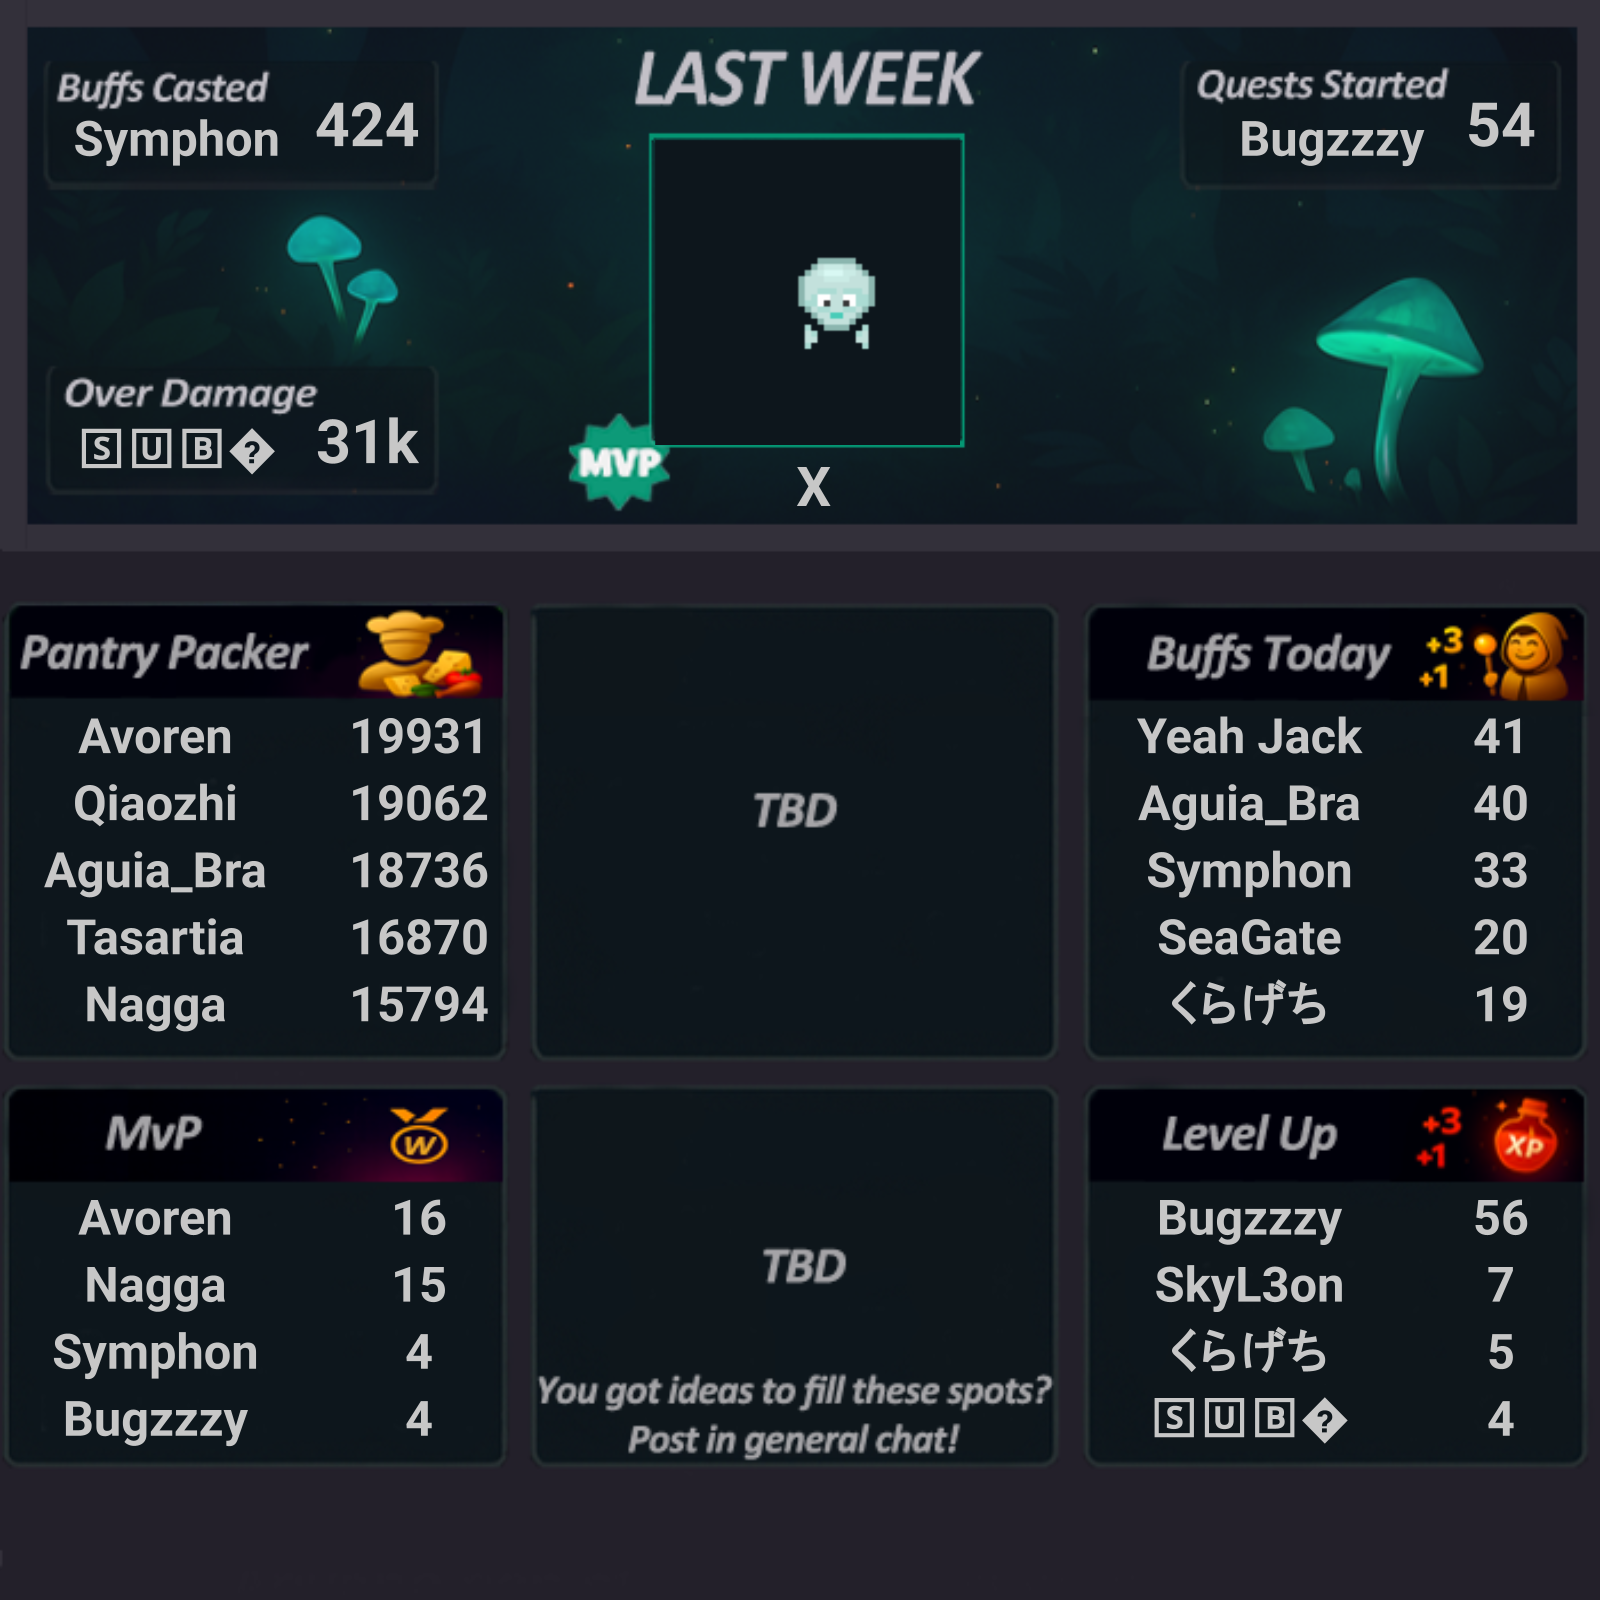 LAST WEEK
Buffs Casted
Symphon 424
Quests Started
Bugzzzy 54
Over Damage
🅂🅄🄱� 31k
MVP
X
Pantry Packer
Avoren 19931
Qiaozhi 19062
Aguia_Bra 18736
Tasartia 16870
Nagga 15794
TBD
Buffs Today +3 +1
Yeah Jack 41
Aguia_Bra 40
Symphon 33
SeaGate 20
くらげち 19
MvP W
Avoren 16
Nagga 15
Symphon 4
Bugzzzy 4
TBD
You got ideas to fill these spots?
Post in general chat!
Level Up +3 +1 XP
Bugzzzy 56
SkyL3on 7
くらげち 5
🅂🅄🄱� 4